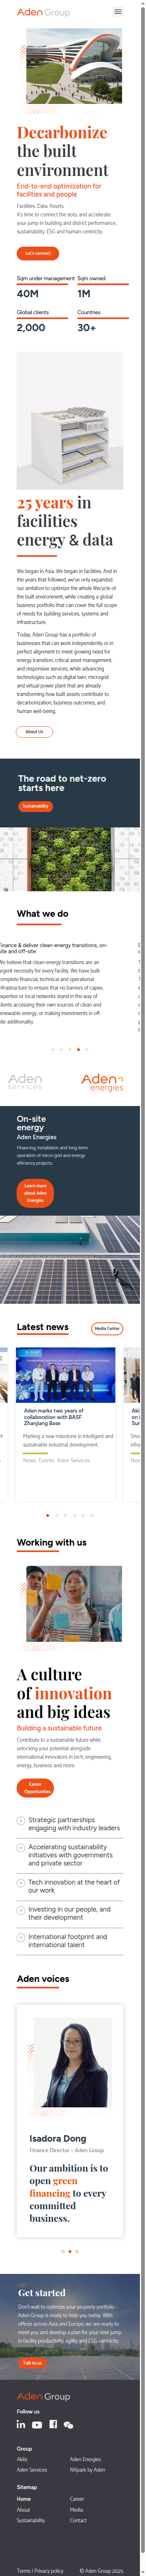 Aden Group
Decarbonize
the built
environment
End-to-end optimization for
facilities and people
Facilities. Data. Assets.
It's time to connect the dots, and accelerate
your jump in building and district performance,
sustainability, ESG and human-centricity.
Let's connect
Sqm under management
Sqm owned
40M
1M
Global clients
Countries
2,000
30+
25 years in
facilities
energy & data
We began in Asia. We began in facilities. And in
the years that followed, we've only expanded
our ambition to optimize the whole lifecycle of
the built environment, while creating a global
business portfolio that can cover the full scope
of needs for building services, systems and
infrastructure.
Today, Aden Group has a portfolio of
businesses that can work independently or in
perfect alignment to meet growing need for
energy transition, critical asset management,
and responsive services, while advancing
technologies such as digital twin, microgrid
and virtual power plant that are already
transforming how built assets contribute to
decarbonization, business outcomes, and
human well-being.
About Us
The road to net-zero
starts here
Sustainability
What we do
Finance & deliver clean-energy transitions, on-
site and off-site
We believe that clean-energy transitions are an
urgent necessity for every facility. We have built
complete financial, technical and operational
infrastructure to ensure that no barriers of capex,
expertise or local networks stand in the way of
clients accessing their own sources of clean and
renewable energy, or making investments in off-
site additionality.
Aden
services
Aden
energies
On-site
energy
Aden Energies
Financing, installation and long-term
operation of micro-grid and energy
efficiency projects.
Learn more
about Aden
Energies
Latest news
Media Center
Aden marks two years of
collaboration with BASF
Zhanjiang Base
Making a new milestone in intelligent and
sustainable industrial development.
News, Events, Aden Services
Working with us
A culture
of innovation
and big ideas
Building a sustainable future
Contribute to a sustainable future while
unlocking your potential alongside
international innovators in tech, engineering,
energy, business and more.
Career
Opportunities
Strategic partnerships
engaging with industry leaders
Accelerating sustainability
initiatives with governments
and private sector
Tech innovation at the heart of
our work
Investing in our people, and
their development
International footprint and
international talent
Aden voices
Isadora Dong
Finance Director – Aden Group
Our ambition is to
open green
financing to every
committed
business.
Get started
Don't wait to optimize your property portfolio –
Aden Group is ready to help you today. With
offices across Asia and Europe, we are ready to
meet you and develop a plan for your next jump
in facility productivity, agility and ESG-centricity.
Talk to us
Aden Group
Follow us
Group
Akila
Aden Energies
Aden Services
NXpark by Aden
Sitemap
Home
Career
About
Media
Sustainability
Contact
Terms | Privacy policy
© Aden Group 2025